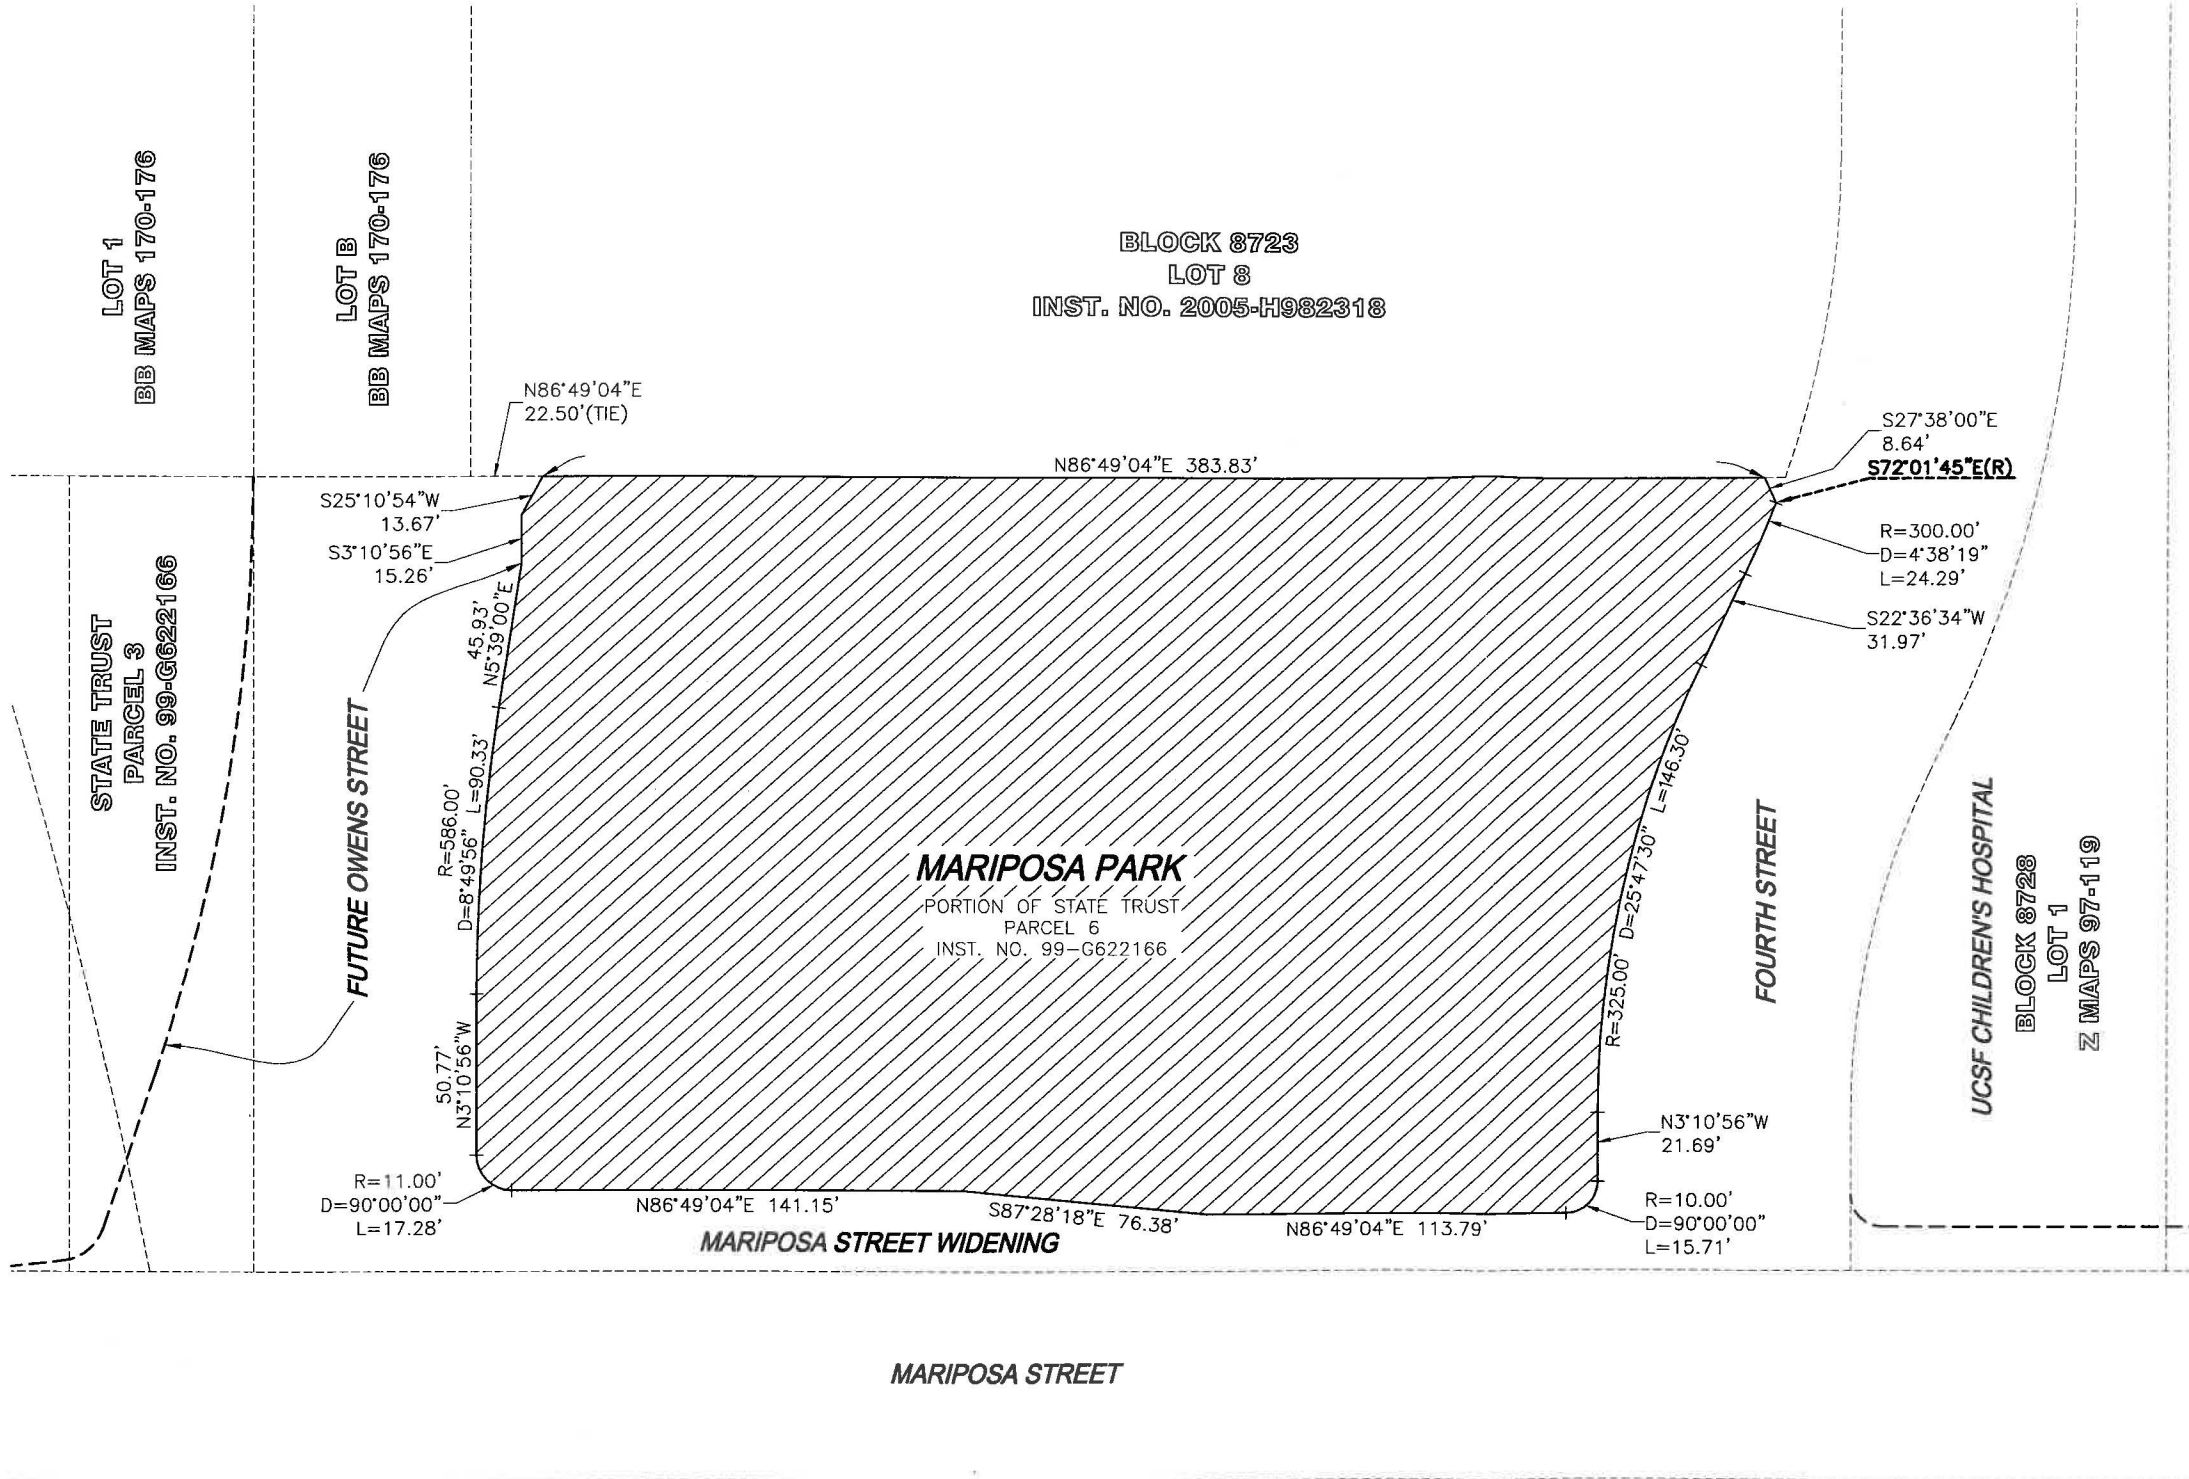 LOT 1
BB MAPS 170-176
LOT B
BB MAPS 170-176
BLOCK 8723
LOT 8
INST. NO. 2005-H982318
N86°49'04"E
22.50'(TIE)
N86°49'04"E 383.83'
S27°38'00"E
8.64'
S72°01'45"E(R)
R=300.00'
D=4°38'19"
L=24.29'
S22°36'34"W
31.97'
S25°10'54"W
13.67'
S3°10'56"E
15.26'
45.93'
N5°39'00"E
STATE TRUST
PARCEL 3
INST. NO. 99-G622166
FUTURE OWENS STREET
R=586.00'
D=8°49'56" L=90.33'
50.77'
N3°10'56"W
MARIPOSA PARK
PORTION OF STATE TRUST
PARCEL 6
INST. NO. 99-G622166
R=325.00' D=25°47'30" L=146.30'
FOURTH STREET
UCSF CHILDREN'S HOSPITAL
BLOCK 8728
LOT 1
Z MAPS 97-119
N3°10'56"W
21.69'
R=11.00'
D=90°00'00"
L=17.28'
N86°49'04"E 141.15'
S87°28'18"E 76.38'
N86°49'04"E 113.79'
R=10.00'
D=90°00'00"
L=15.71'
MARIPOSA STREET WIDENING
MARIPOSA STREET